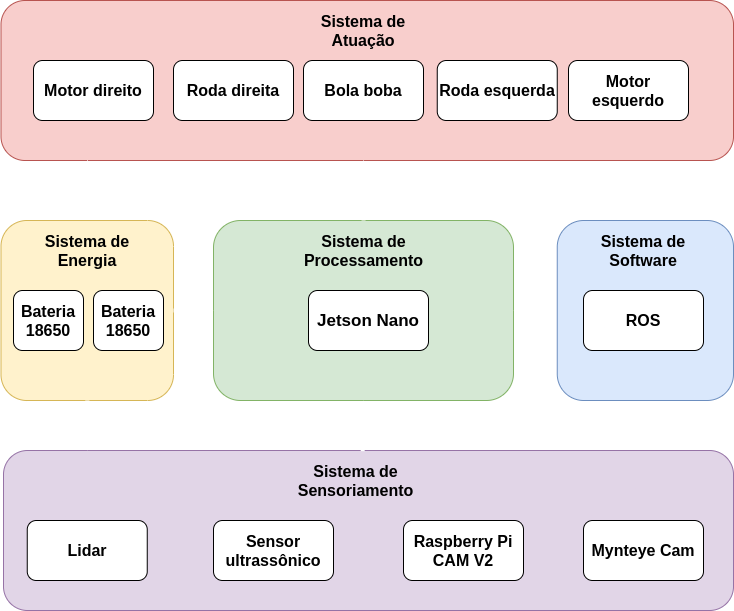 Sistema de
Atuação
Motor direito
Roda direita
Bola boba
Roda esquerda
Motor
esquerdo
Sistema de
Energia
Bateria
18650
Bateria
18650
Sistema de
Processamento
Jetson Nano
Sistema de
Software
ROS
Sistema de
Sensoriamento
Lidar
Sensor
ultrassônico
Raspberry Pi
CAM V2
Mynteye Cam